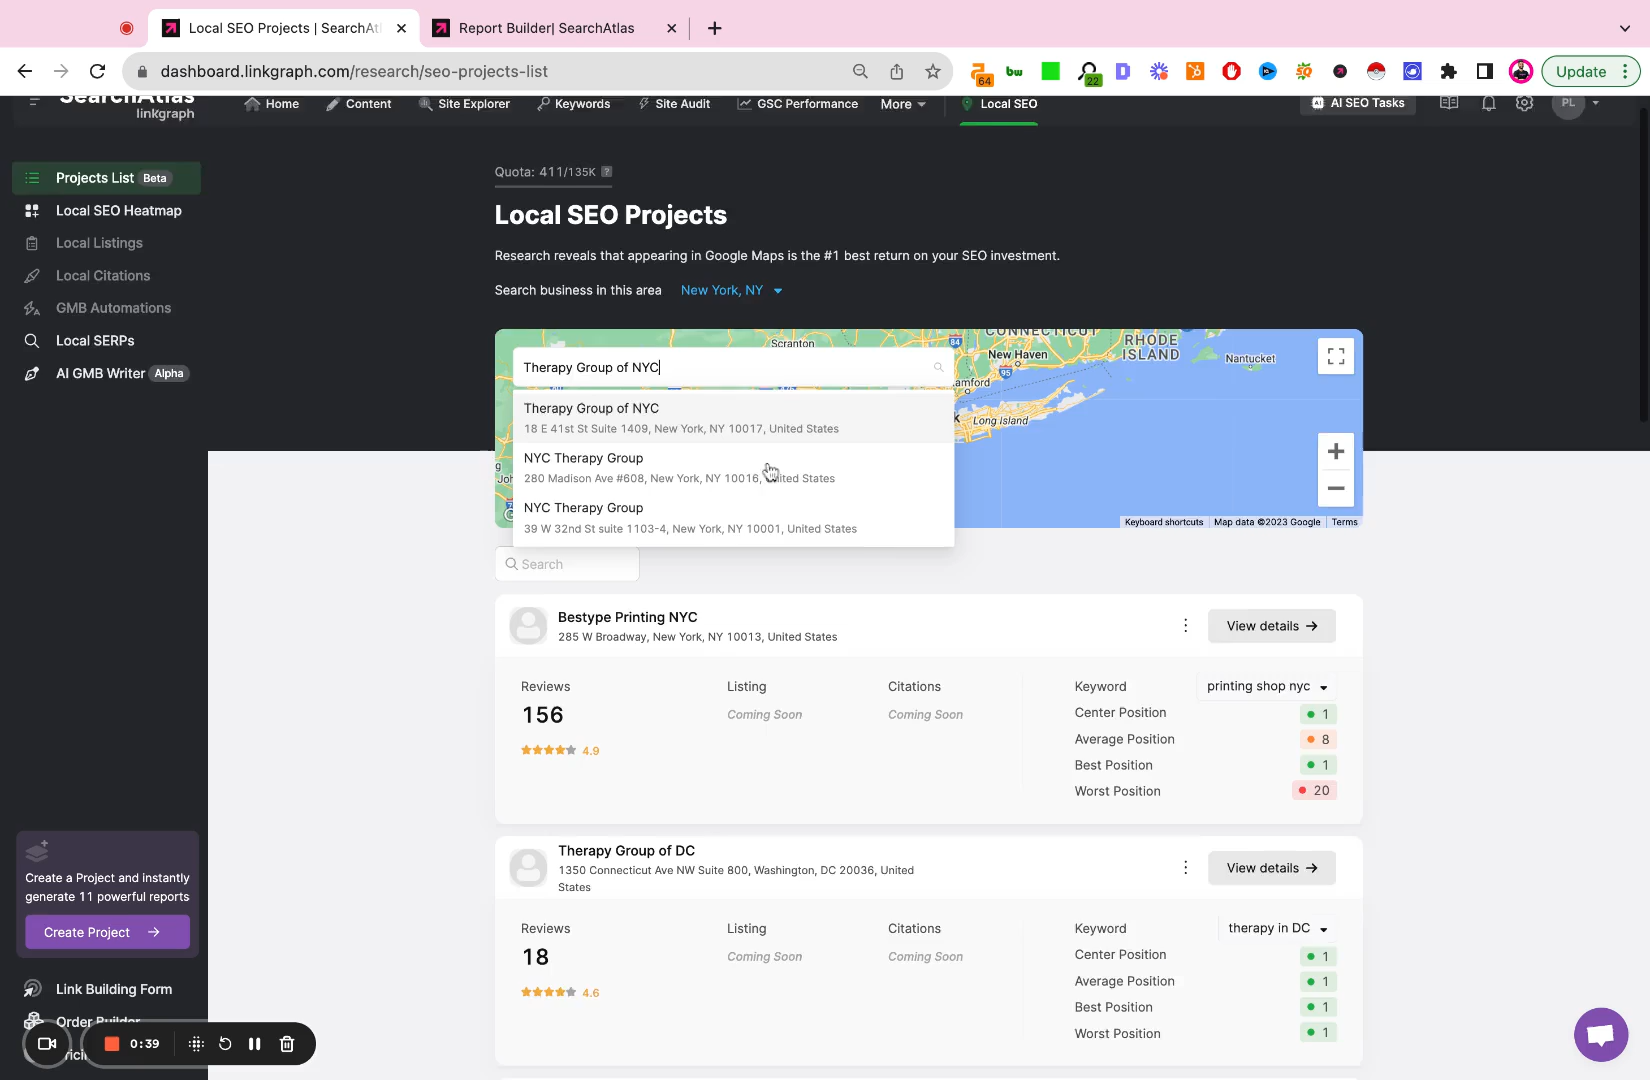 Local SEO Projects | SearchAtl
Report Builder| SearchAtlas
dashboard.linkgraph.com/research/seo-projects-list
64
bw
22
Update
SearchAtlas
linkgraph
Home
Content
Site Explorer
Keywords
Site Audit
GSC Performance
More
Local SEO
AI SEO Tasks
PL
Projects List Beta
Local SEO Heatmap
Local Listings
Local Citations
GMB Automations
Local SERPs
AI GMB Writer Alpha
Quota: 411/135K ?
Local SEO Projects
Research reveals that appearing in Google Maps is the #1 best return on your SEO investment.
Search business in this area New York, NY
Scranton
CONNECTICUT
RHODE
ISLAND
84
New Haven
95
Nantucket
Long Island
Therapy Group of NYC
Therapy Group of NYC
18 E 41st St Suite 1409, New York, NY 10017, United States
NYC Therapy Group
280 Madison Ave #608, New York, NY 10016, United States
NYC Therapy Group
39 W 32nd St suite 1103-4, New York, NY 10001, United States
Keyboard shortcuts Map data ©2023 Google Terms
Search
Bestype Printing NYC
285 W Broadway, New York, NY 10013, United States
View details
Reviews
156
4.9
Listing
Coming Soon
Citations
Coming Soon
Keyword printing shop nyc
Center Position 1
Average Position 8
Best Position 1
Worst Position 20
Therapy Group of DC
1350 Connecticut Ave NW Suite 800, Washington, DC 20036, United
States
View details
Reviews
18
4.6
Listing
Coming Soon
Citations
Coming Soon
Keyword therapy in DC
Center Position 1
Average Position 1
Best Position 1
Worst Position 1
Create a Project and instantly
generate 11 powerful reports
Create Project
Link Building Form
Order Builder
0:39